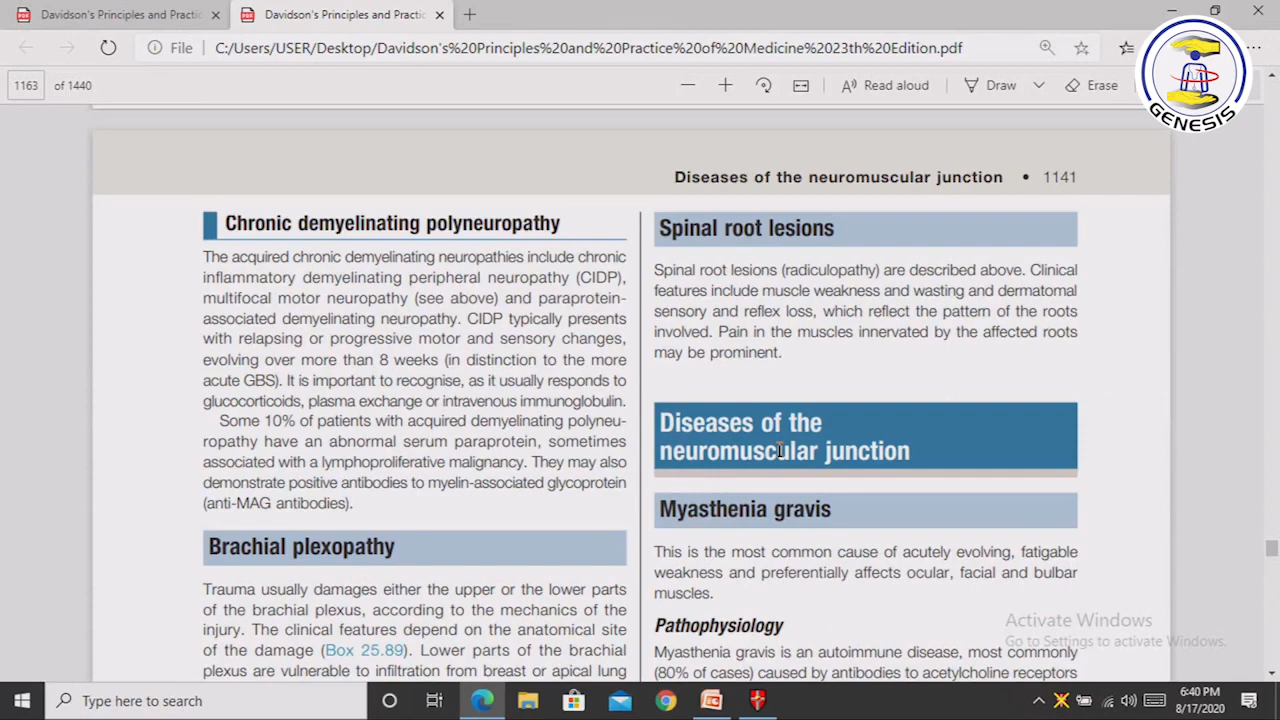 Davidson's Principles and Practic
Davidson's Principles and Practic
File
C:/Users/USER/Desktop/Davidson's%20Principles%20and%20Practice%20of%20Medicine%2023th%20Edition.pdf
1163 of 1440
Read aloud
Draw
Erase
GENESIS
Diseases of the neuromuscular junction • 1141
Chronic demyelinating polyneuropathy
The acquired chronic demyelinating neuropathies include chronic
inflammatory demyelinating peripheral neuropathy (CIDP),
multifocal motor neuropathy (see above) and paraprotein-
associated demyelinating neuropathy. CIDP typically presents
with relapsing or progressive motor and sensory changes,
evolving over more than 8 weeks (in distinction to the more
acute GBS). It is important to recognise, as it usually responds to
glucocorticoids, plasma exchange or intravenous immunoglobulin.
Some 10% of patients with acquired demyelinating polyneu-
ropathy have an abnormal serum paraprotein, sometimes
associated with a lymphoproliferative malignancy. They may also
demonstrate positive antibodies to myelin-associated glycoprotein
(anti-MAG antibodies).
Brachial plexopathy
Trauma usually damages either the upper or the lower parts
of the brachial plexus, according to the mechanics of the
injury. The clinical features depend on the anatomical site
of the damage (Box 25.89). Lower parts of the brachial
plexus are vulnerable to infiltration from breast or apical lung
Spinal root lesions
Spinal root lesions (radiculopathy) are described above. Clinical
features include muscle weakness and wasting and dermatomal
sensory and reflex loss, which reflect the pattern of the roots
involved. Pain in the muscles innervated by the affected roots
may be prominent.
Diseases of the
neuromuscular junction
Myasthenia gravis
This is the most common cause of acutely evolving, fatigable
weakness and preferentially affects ocular, facial and bulbar
muscles.
Pathophysiology
Myasthenia gravis is an autoimmune disease, most commonly
(80% of cases) caused by antibodies to acetylcholine receptors
Activate Windows
Go to Settings to activate Windows.
Type here to search
6:40 PM
8/17/2020